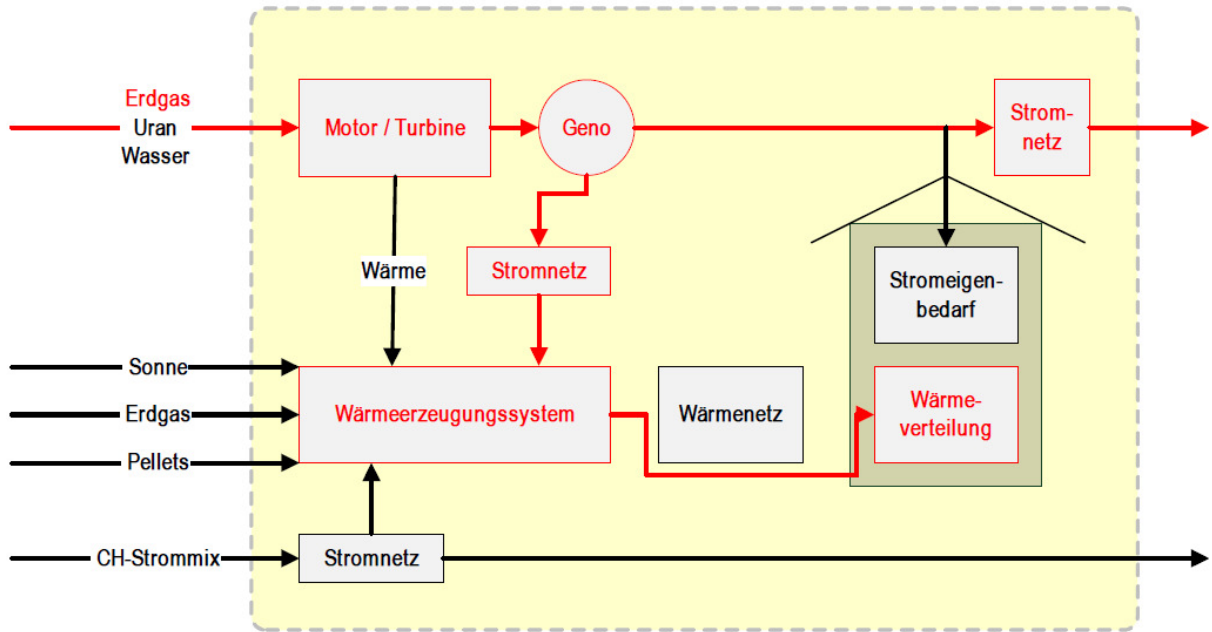 Erdgas
Uran
Wasser
Motor / Turbine
Geno
Strom-
netz
Wärme
Stromnetz
Stromeigen-
bedarf
Sonne
Erdgas
Pellets
Wärmeerzeugungssystem
Wärmenetz
Wärme-
verteilung
CH-Strommix
Stromnetz